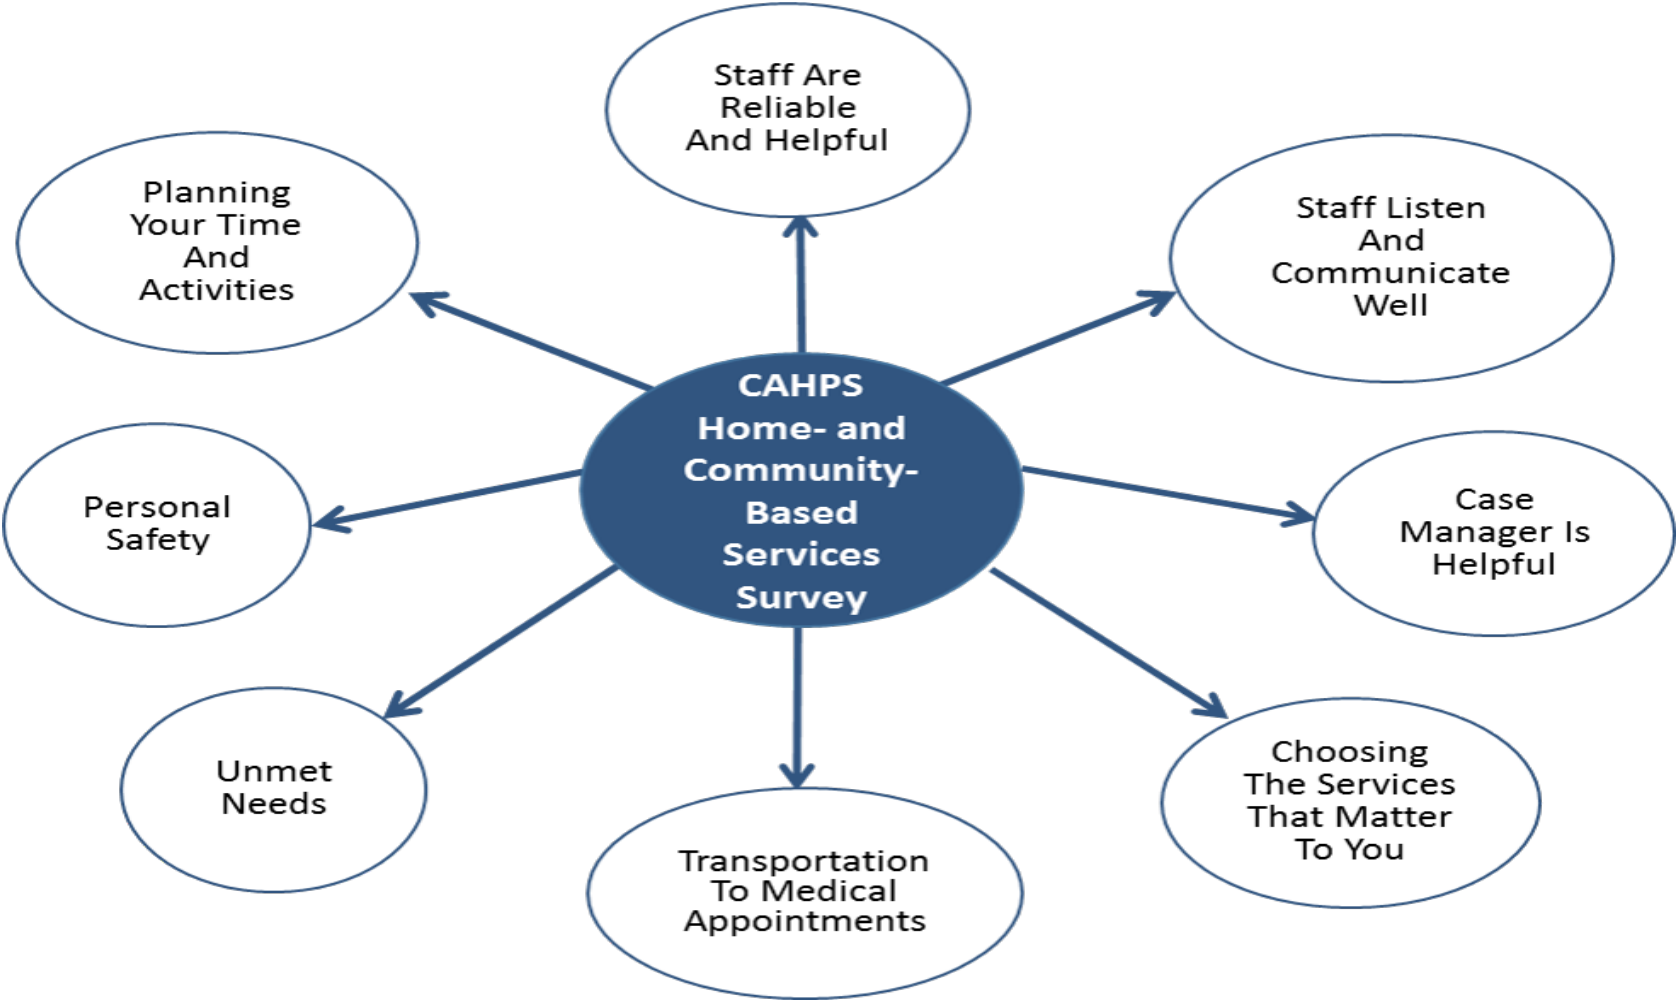 Staff Are
Reliable
And Helpful
Staff Listen
And
Communicate
Well
Case
Manager Is
Helpful
Choosing
The Services
That Matter
To You
Transportation
To Medical
Appointments
Unmet
Needs
Personal
Safety
Planning
Your Time
And
Activities
CAHPS
Home- and
Community-
Based
Services
Survey